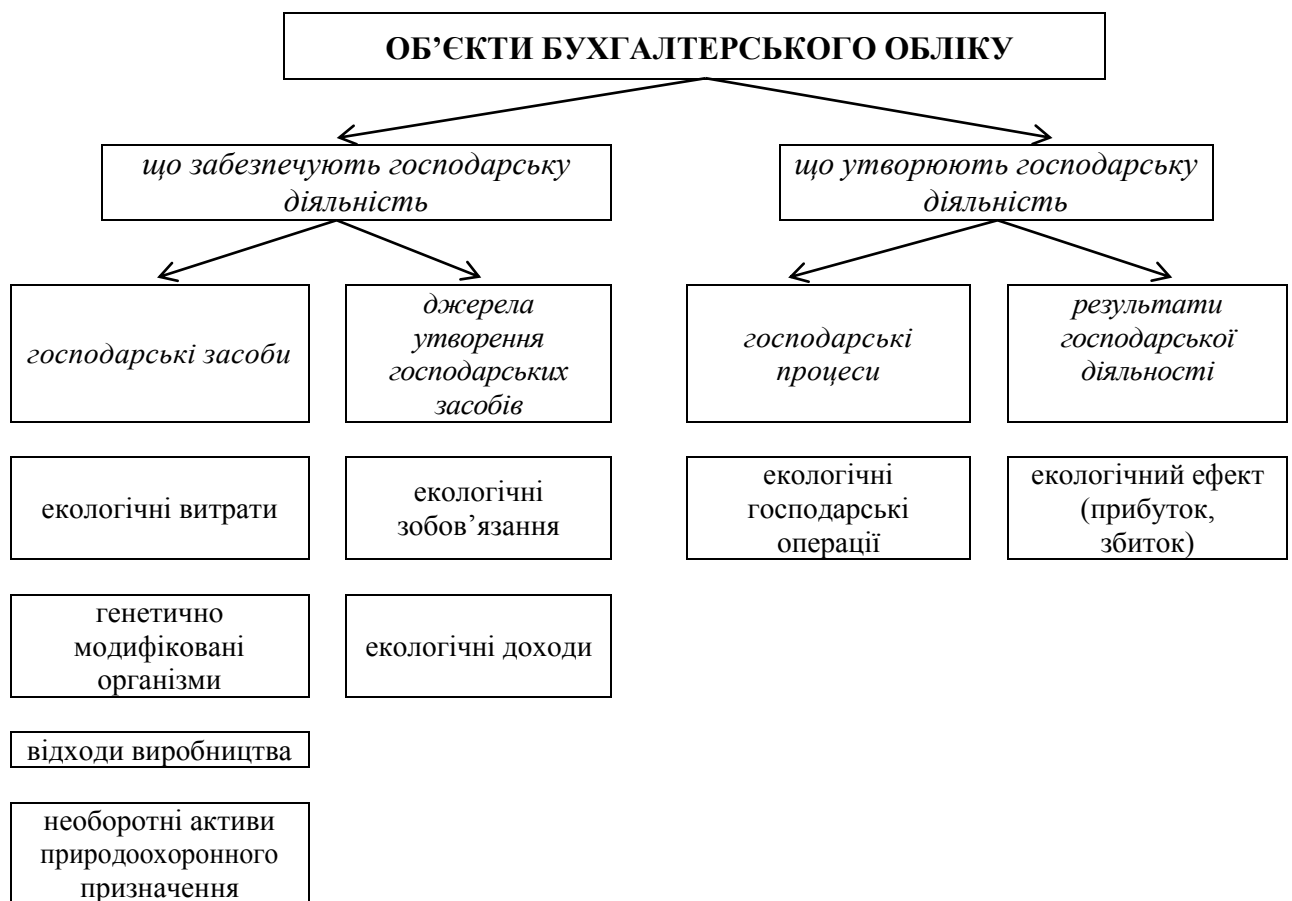 ОБ’ЄКТИ БУХГАЛТЕРСЬКОГО ОБЛІКУ
що забезпечують господарську
діяльність
що утворюють господарську
діяльність
господарські засоби
джерела
утворення
господарських
засобів
господарські
процеси
результати
господарської
діяльності
екологічні витрати
екологічні
зобов’язання
екологічні
господарські
операції
екологічний ефект
(прибуток,
збиток)
генетично
модифіковані
організми
екологічні доходи
відходи виробництва
необоротні активи
природоохоронного
призначення